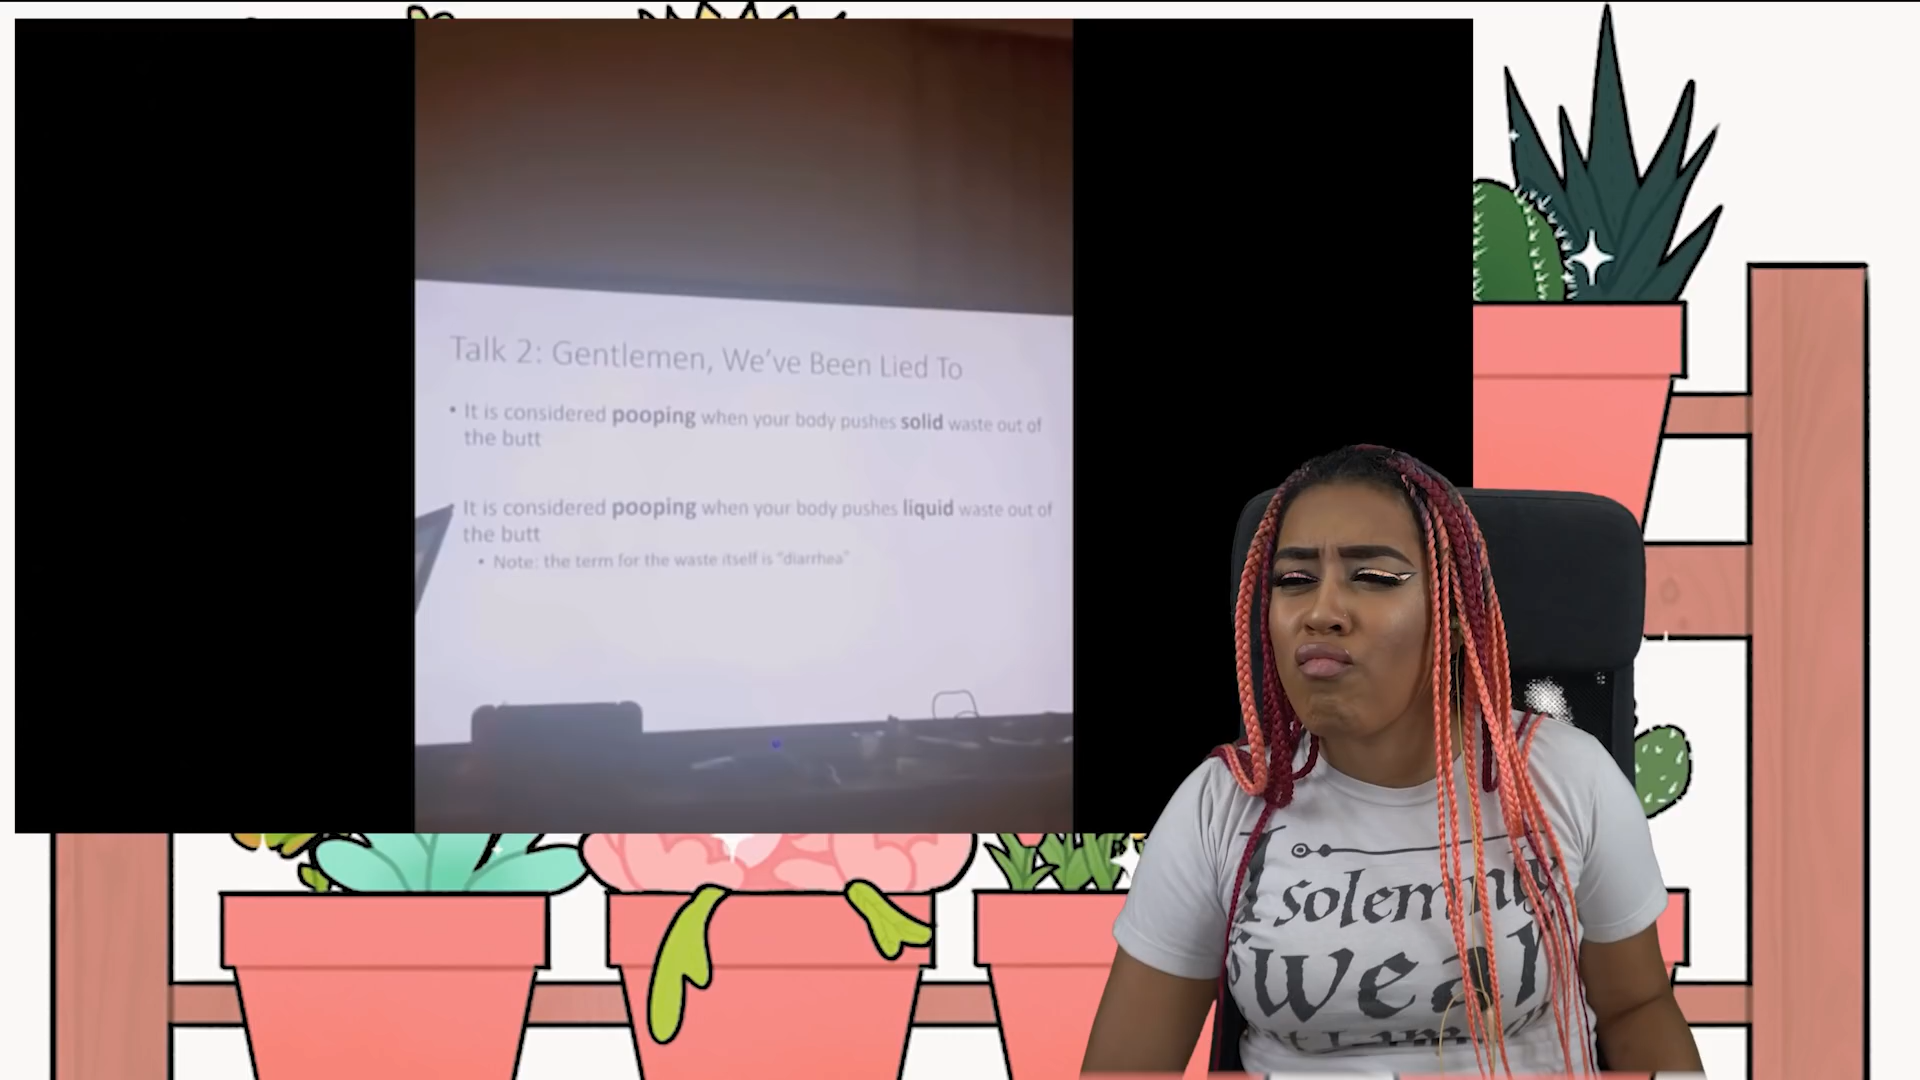 Talk 2: Gentlemen, We've Been Lied To
• It is considered pooping when your body pushes solid waste out of
the butt
It is considered pooping when your body pushes liquid waste out of
the butt
• Note: the term for the waste itself is "diarrhea"
I solemnly
swear